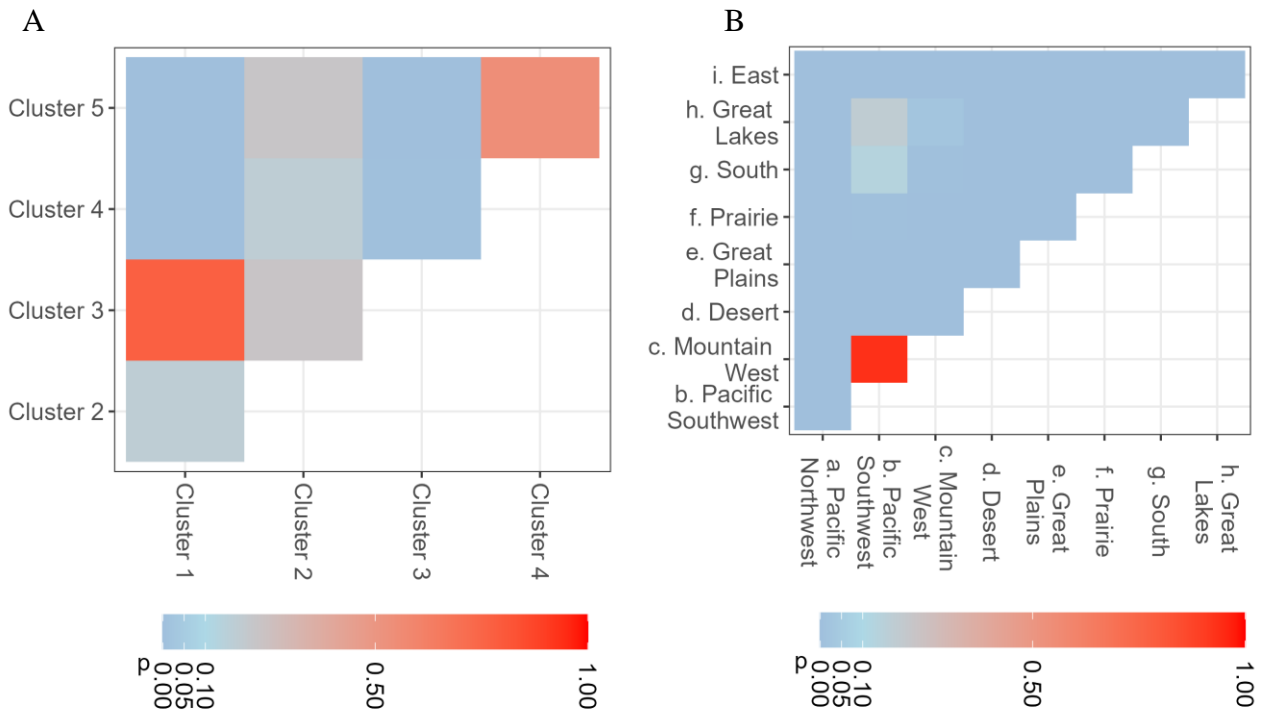 A
B
Cluster 5
Cluster 4
Cluster 3
Cluster 2
Cluster 1
Cluster 2
Cluster 3
Cluster 4
p
0.00
0.05
0.10
0.50
1.00
i. East
h. Great
Lakes
g. South
f. Prairie
e. Great
Plains
d. Desert
c. Mountain
West
b. Pacific
Southwest
a. Pacific
Northwest
b. Pacific
Southwest
c. Mountain
West
d. Desert
e. Great
Plains
f. Prairie
g. South
h. Great
Lakes
p
0.00
0.05
0.10
0.50
1.00